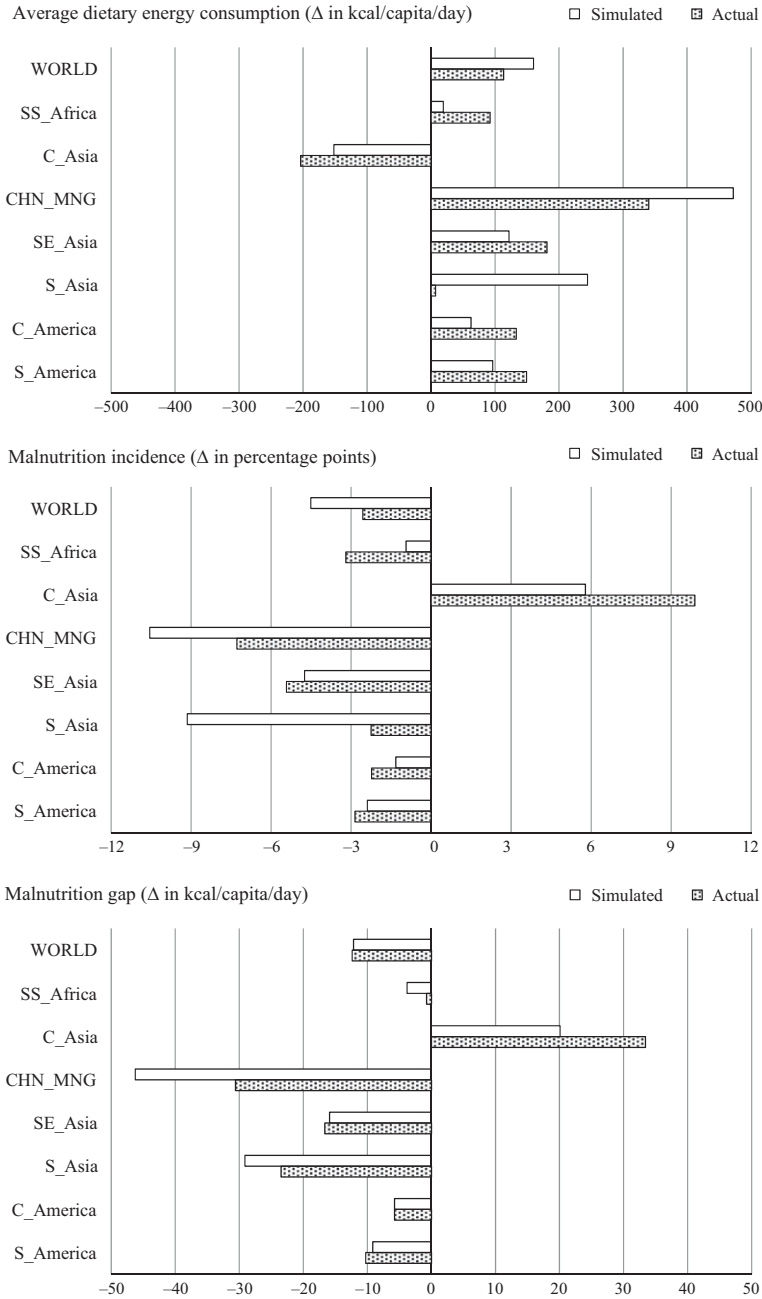 Average dietary energy consumption (Δ in kcal/capita/day) Simulated Actual
WORLD
SS_Africa
C_Asia
CHN_MNG
SE_Asia
S_Asia
C_America
S_America
–500 –400 –300 –200 –100 0 100 200 300 400 500
Malnutrition incidence (Δ in percentage points) Simulated Actual
WORLD
SS_Africa
C_Asia
CHN_MNG
SE_Asia
S_Asia
C_America
S_America
–12 –9 –6 –3 0 3 6 9 12
Malnutrition gap (Δ in kcal/capita/day) Simulated Actual
WORLD
SS_Africa
C_Asia
CHN_MNG
SE_Asia
S_Asia
C_America
S_America
–50 –40 –30 –20 –10 0 10 20 30 40 50